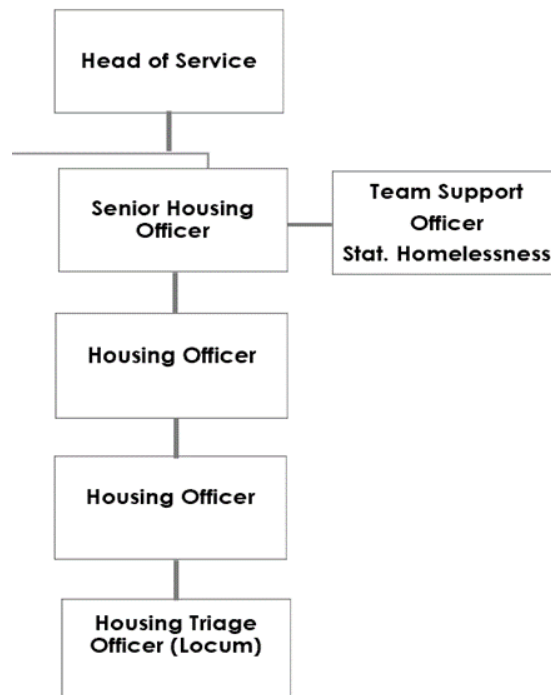 Head of Service
Senior Housing
Officer
Team Support
Officer
Stat. Homelessness
Housing Officer
Housing Officer
Housing Triage
Officer (Locum)